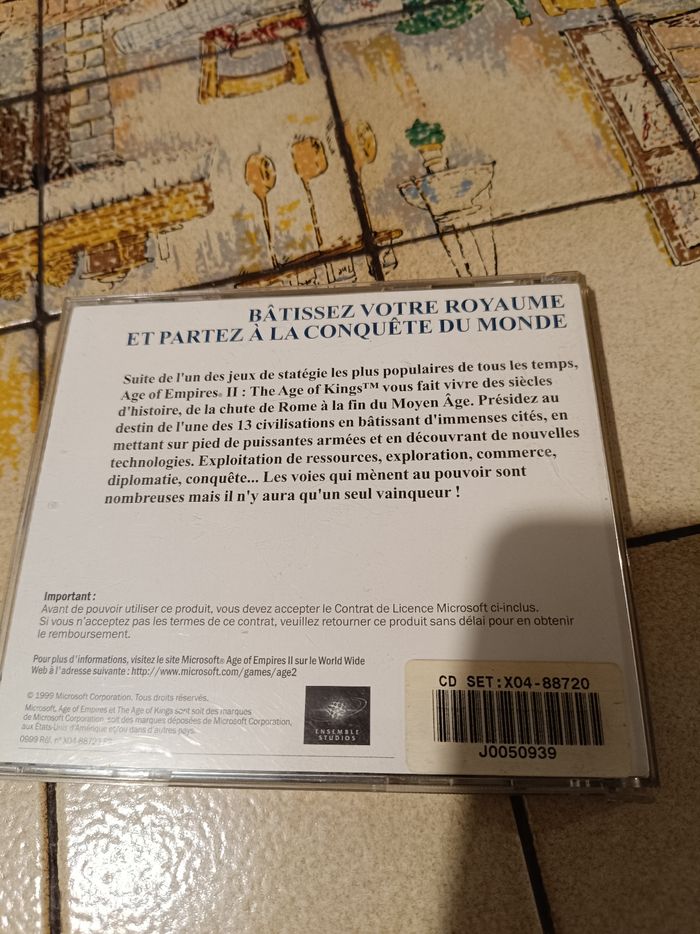 BÂTISSEZ VOTRE ROYAUME
ET PARTEZ À LA CONQUÊTE DU MONDE
Suite de l'un des jeux de statégie les plus populaires de tous les temps,
Age of Empires® II : The Age of Kings™ vous fait vivre des siècles
d'histoire, de la chute de Rome à la fin du Moyen Âge. Présidez au
destin de l'une des 13 civilisations en bâtissant d'immenses cités, en
mettant sur pied de puissantes armées et en découvrant de nouvelles
technologies. Exploitation de ressources, exploration, commerce,
diplomatie, conquête... Les voies qui mènent au pouvoir sont
nombreuses mais il n'y aura qu'un seul vainqueur !
Important :
Avant de pouvoir utiliser ce produit, vous devez accepter le Contrat de Licence Microsoft ci-inclus.
Si vous n'acceptez pas les termes de ce contrat, veuillez retourner ce produit sans délai pour en obtenir
le remboursement.
Pour plus d'informations, visitez le site Microsoft® Age of Empires II sur le World Wide
Web à l'adresse suivante : http://www.microsoft.com/games/age2
© 1999 Microsoft Corporation. Tous droits réservés.
Microsoft, Age of Empires et The Age of Kings sont soit des marques
de Microsoft Corporation, soit des marques déposées de Microsoft Corporation,
aux États-Unis d'Amérique et/ou dans d'autres pays.
0999 Réf. n° X04-88723
ENSEMBLE
STUDIOS
CD SET:X04-88720
J0050939